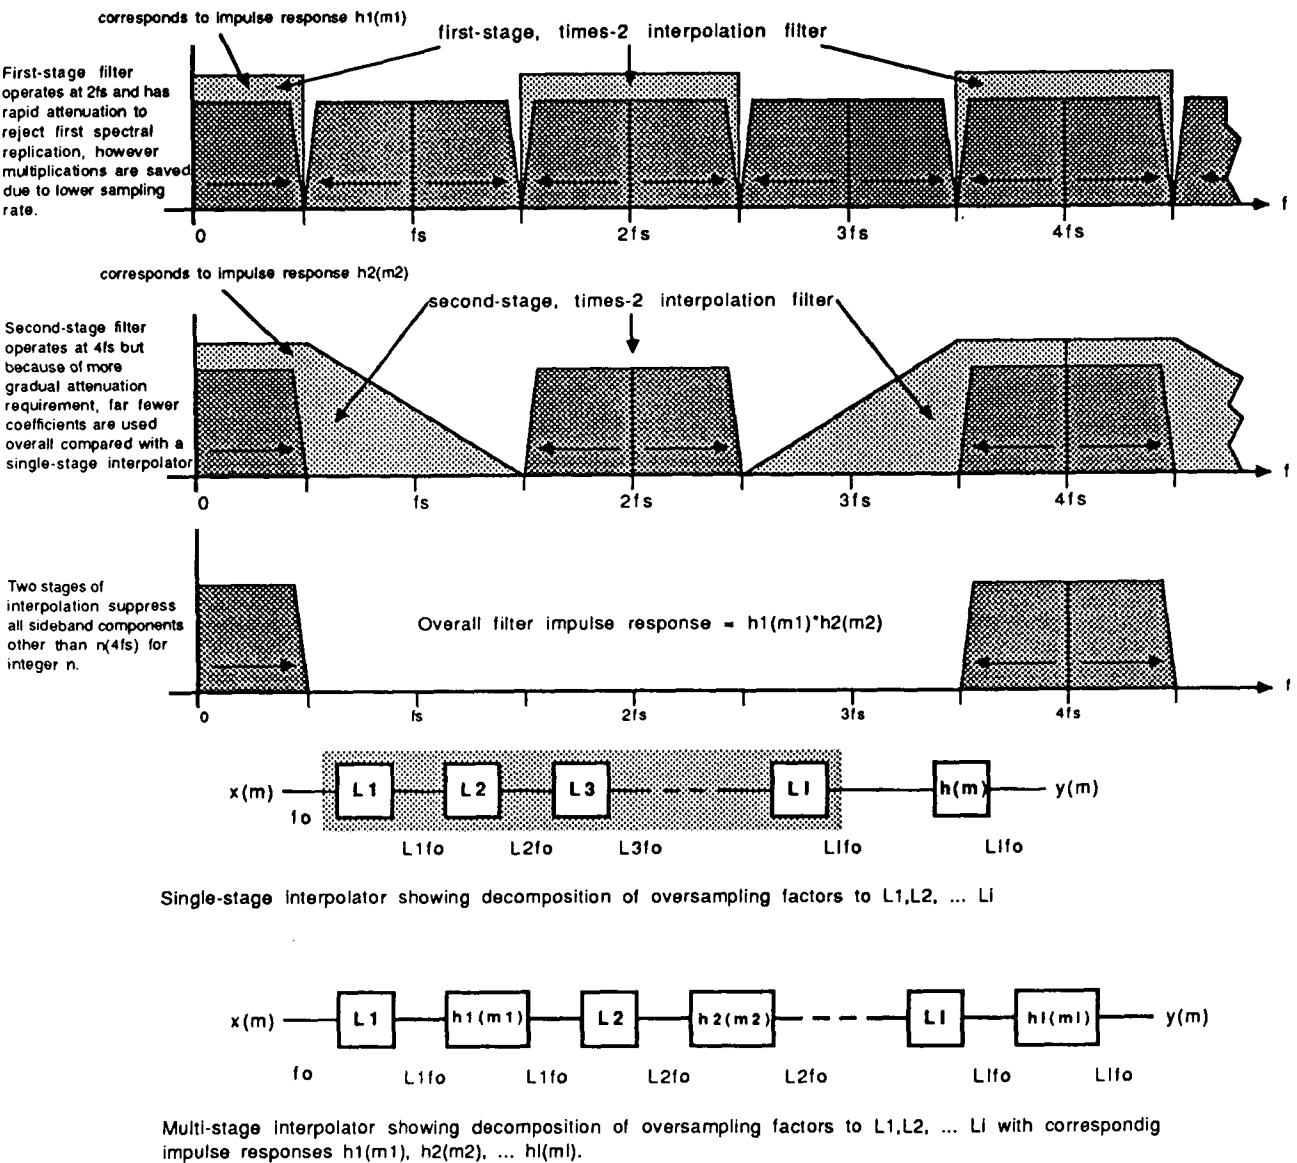 corresponds to impulse response h1(m1)
first-stage, times-2 interpolation filter
First-stage filter
operates at 2fs and has
rapid attenuation to
reject first spectral
replication, however
multiplications are saved
due to lower sampling
rate.
f
0 fs 2fs 3fs 4fs
corresponds to impulse response h2(m2)
second-stage, times-2 interpolation filter
Second-stage filter
operates at 4fs but
because of more
gradual attenuation
requirement, far fewer
coefficients are used
overall compared with a
single-stage interpolator
f
0 fs 2fs 3fs 4fs
Two stages of
interpolation suppress
all sideband components
other than n(4fs) for
integer n.
Overall filter impulse response = h1(m1)*h2(m2)
f
0 fs 2fs 3fs 4fs
x(m) L1 L2 L3 LI h(m) y(m)
fo
L1fo L2fo L3fo LIfo LIfo
Single-stage interpolator showing decomposition of oversampling factors to L1,L2, ... Li
x(m) L1 h1(m1) L2 h2(m2) LI hI(mI) y(m)
fo L1fo L1fo L2fo L2fo LIfo LIfo
Multi-stage interpolator showing decomposition of oversampling factors to L1,L2, ... Li with correspondig
impulse responses h1(m1), h2(m2), ... hI(mI).